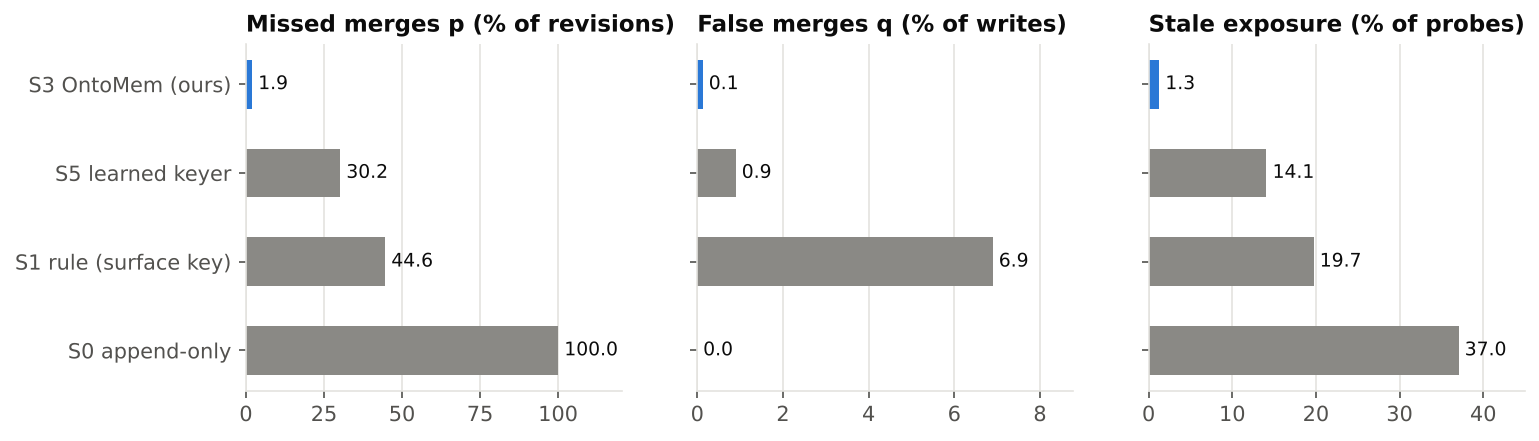 Missed merges p (% of revisions)
False merges q (% of writes)
Stale exposure (% of probes)
S3 OntoMem (ours)
1.9
0.1
1.3
S5 learned keyer
30.2
0.9
14.1
S1 rule (surface key)
44.6
6.9
19.7
S0 append-only
100.0
0.0
37.0
0 25 50 75 100
0 2 4 6 8
0 10 20 30 40